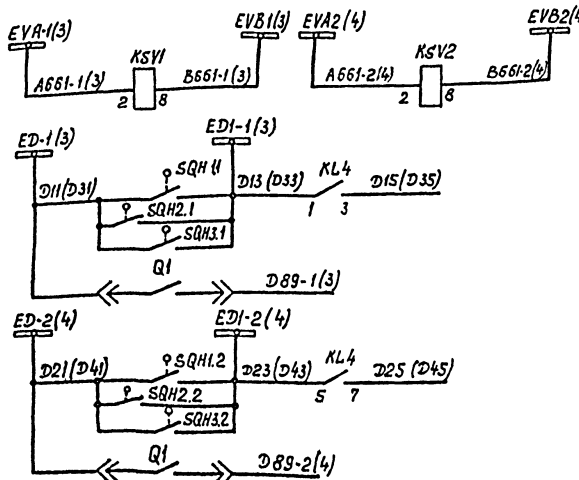 EVA-1(3) KSV1 EVB1(3) EVA2(4) KSV2 EVB2(4
A661-1(3) 2 8 B661-1(3) A661-2(4) 2 8 B661-2(4)
ED-1(3) ED1-1(3)
D11(D31) SQH1.1 D13(D33) KL4 D15(D35)
1 3
SQH2.1
SQH3.1
Q1 D89-1(3)
ED-2(4) ED1-2(4)
D21(D41) SQH1.2 D23(D43) KL4 D25(D45)
5 7
SQH2.2
SQH3.2
Q1 D89-2(4)